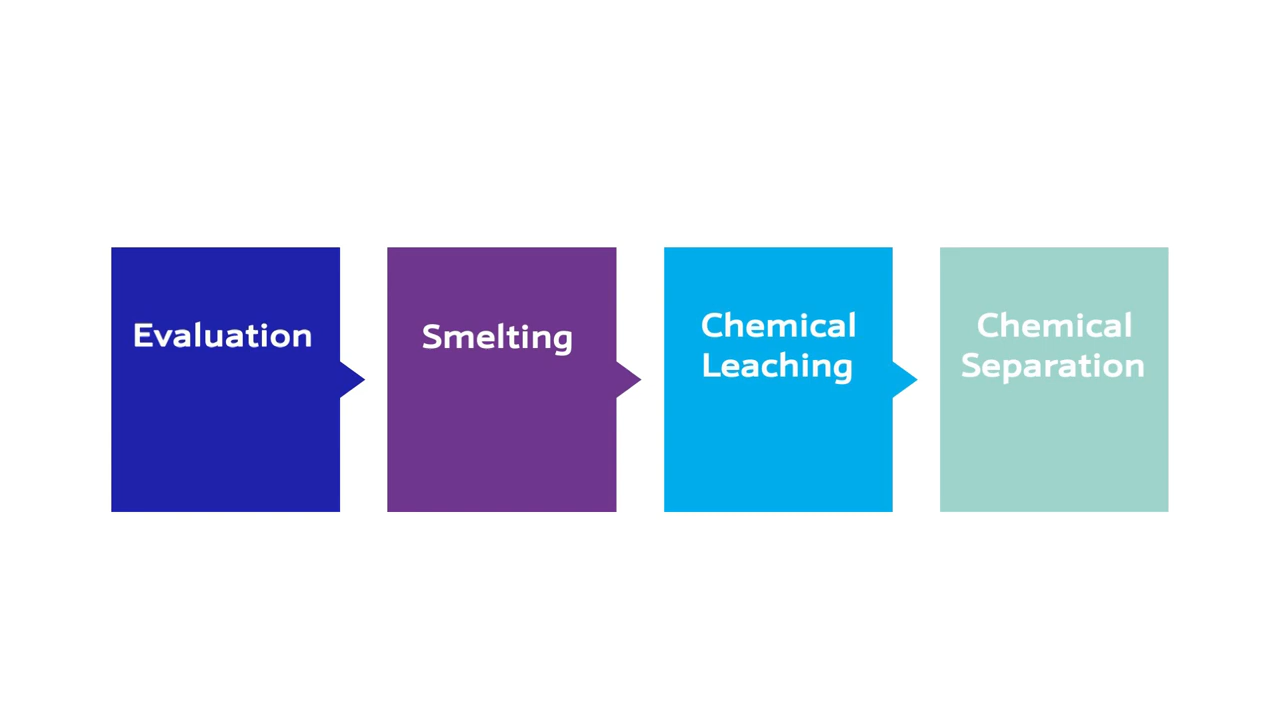 Evaluation
Smelting
Chemical
Leaching
Chemical
Separation